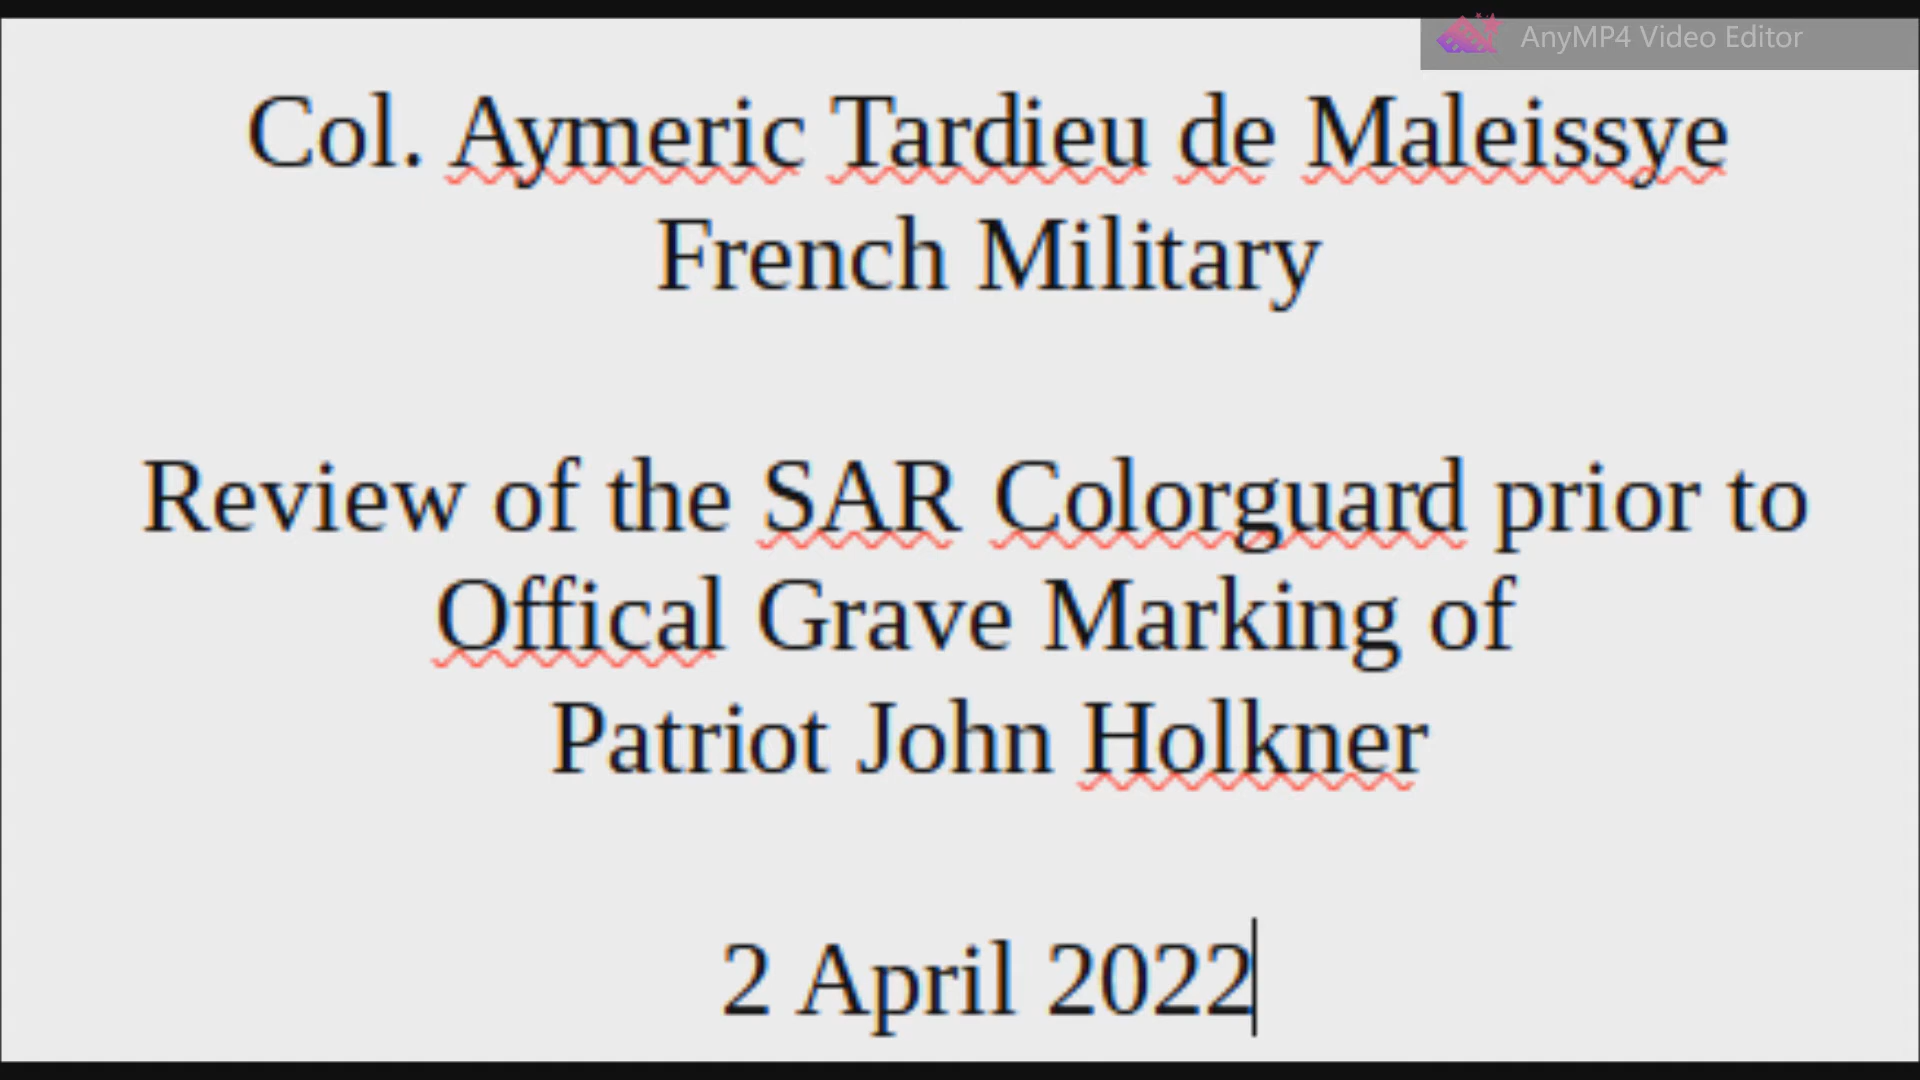 AnyMP4 Video Editor
Col. Aymeric Tardieu de Maleissye
French Military
Review of the SAR Colorguard prior to
Offical Grave Marking of
Patriot John Holkner
2 April 2022